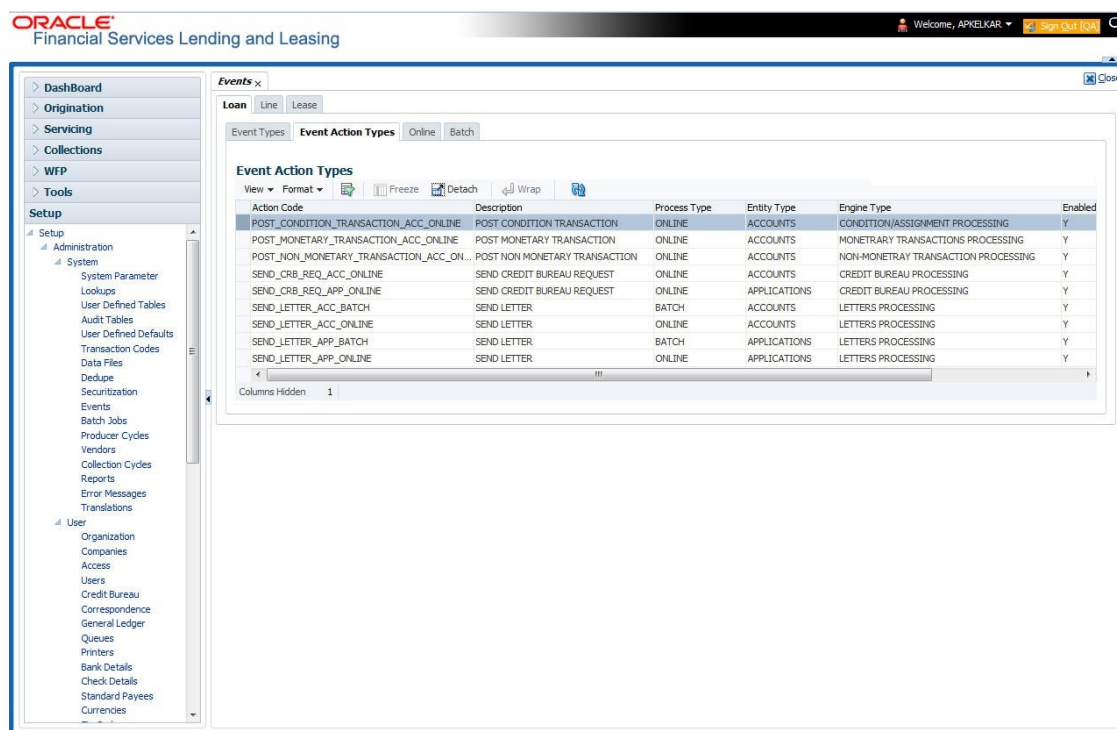 ORACLE
Financial Services Lending and Leasing
Welcome, APKELKAR
Sign Out [QA]
DashBoard
Origination
Servicing
Collections
WFP
Tools
Setup
Setup
Administration
System
System Parameter
Lookups
User Defined Tables
Audit Tables
User Defined Defaults
Transaction Codes
Data Files
Dedupe
Securitization
Events
Batch Jobs
Producer Cycles
Vendors
Collection Cycles
Reports
Error Messages
Translations
User
Organization
Companies
Access
Users
Credit Bureau
Correspondence
General Ledger
Queues
Printers
Bank Details
Check Details
Standard Payees
Currencies
Events
Close
Loan Line Lease
Event Types Event Action Types Online Batch
Event Action Types
View Format Freeze Detach Wrap
Action Code Description Process Type Entity Type Engine Type Enabled
POST_CONDITION_TRANSACTION_ACC_ONLINE POST CONDITION TRANSACTION ONLINE ACCOUNTS CONDITION/ASSIGNMENT PROCESSING Y
POST_MONETARY_TRANSACTION_ACC_ONLINE POST MONETARY TRANSACTION ONLINE ACCOUNTS MONETRARY TRANSACTIONS PROCESSING Y
POST_NON_MONETARY_TRANSACTION_ACC_ON... POST NON MONETARY TRANSACTION ONLINE ACCOUNTS NON-MONETRAY TRANSACTION PROCESSING Y
SEND_CRB_REQ_ACC_ONLINE SEND CREDIT BUREAU REQUEST ONLINE ACCOUNTS CREDIT BUREAU PROCESSING Y
SEND_CRB_REQ_APP_ONLINE SEND CREDIT BUREAU REQUEST ONLINE APPLICATIONS CREDIT BUREAU PROCESSING Y
SEND_LETTER_ACC_BATCH SEND LETTER BATCH ACCOUNTS LETTERS PROCESSING Y
SEND_LETTER_ACC_ONLINE SEND LETTER ONLINE ACCOUNTS LETTERS PROCESSING Y
SEND_LETTER_APP_BATCH SEND LETTER BATCH APPLICATIONS LETTERS PROCESSING Y
SEND_LETTER_APP_ONLINE SEND LETTER ONLINE APPLICATIONS LETTERS PROCESSING Y
Columns Hidden 1